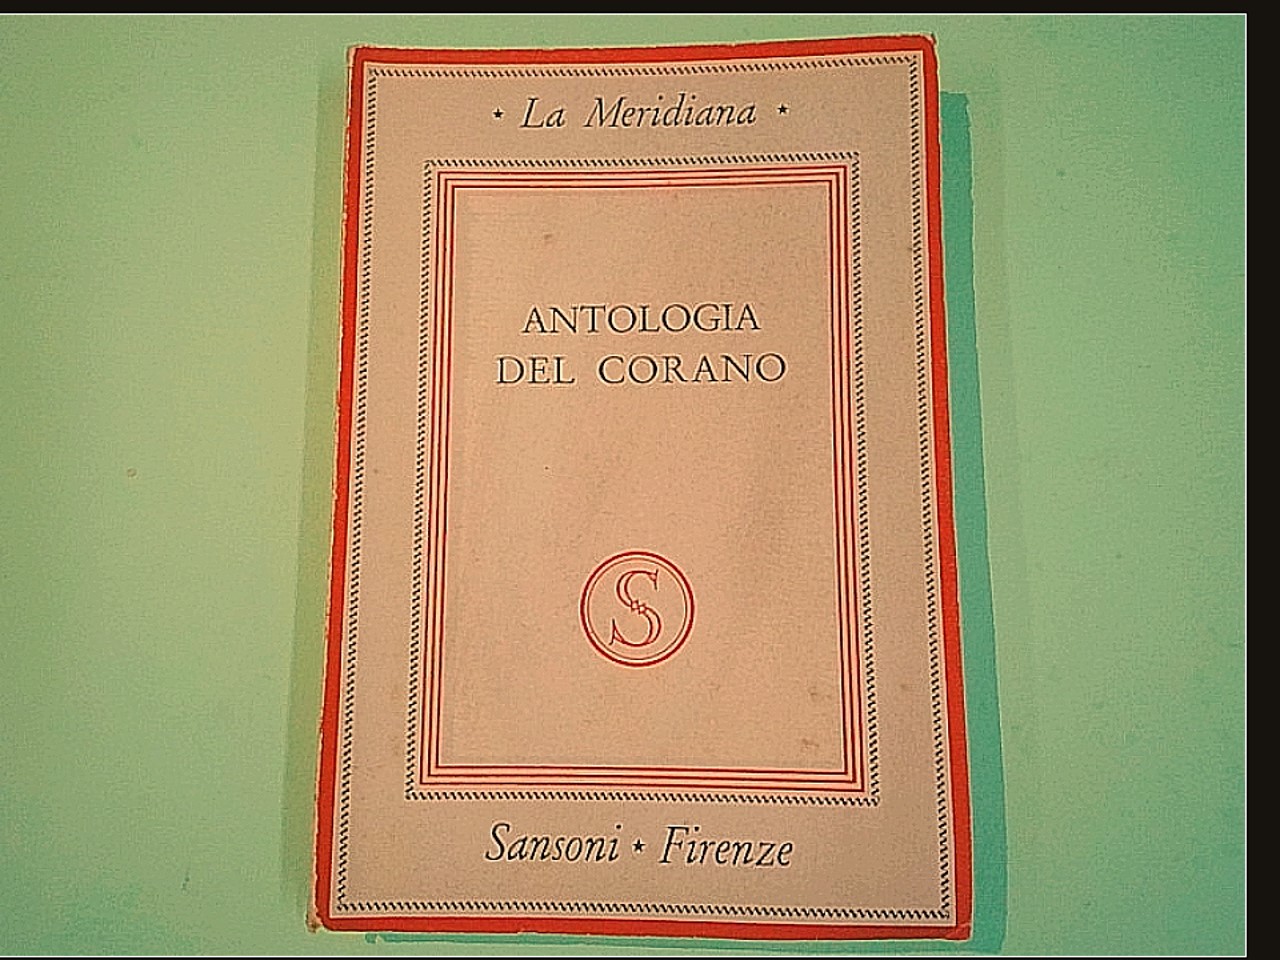 ★ La Meridiana ★
ANTOLOGIA
DEL CORANO
S
Sansoni ★ Firenze